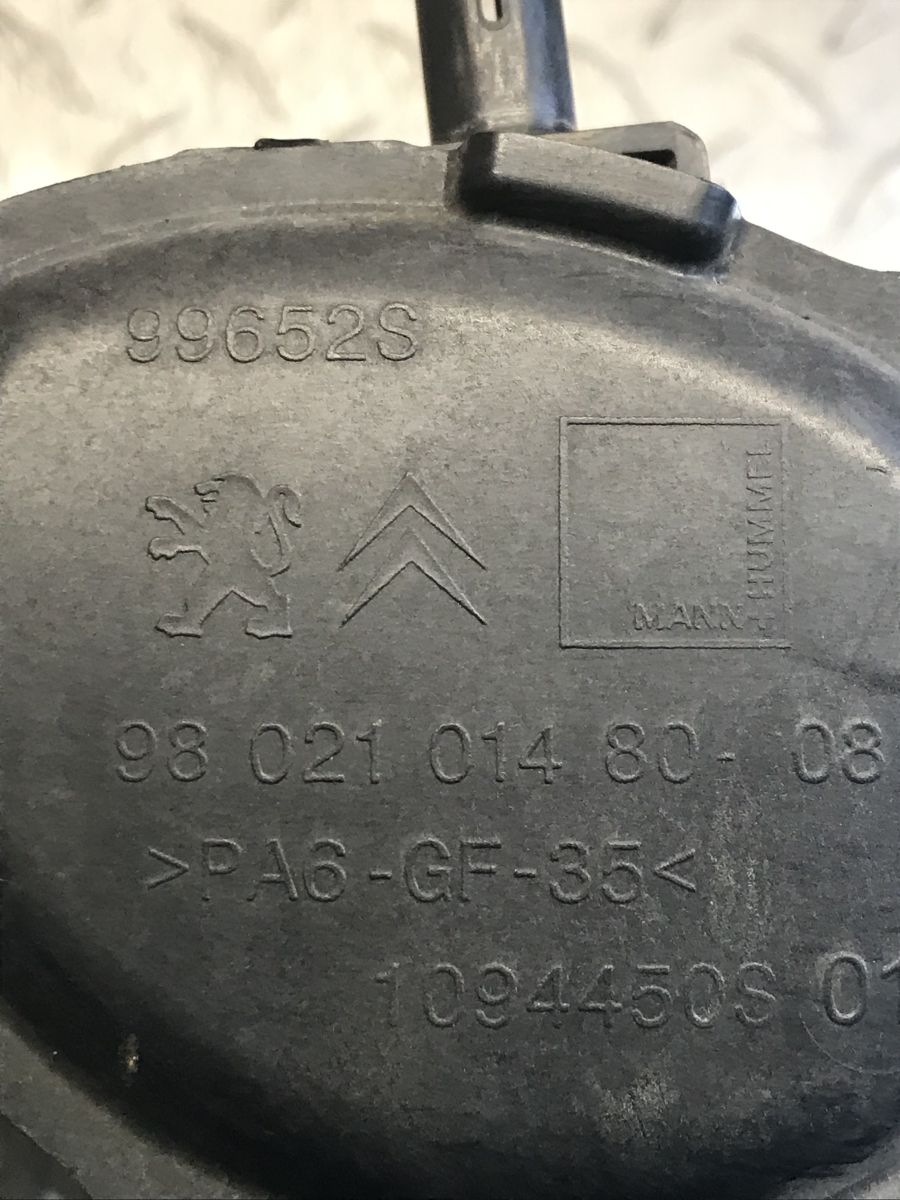 99652S
MANN+HUMMEL
98 021 014 80- 08
>PA6-GF-35<
1094450S 01